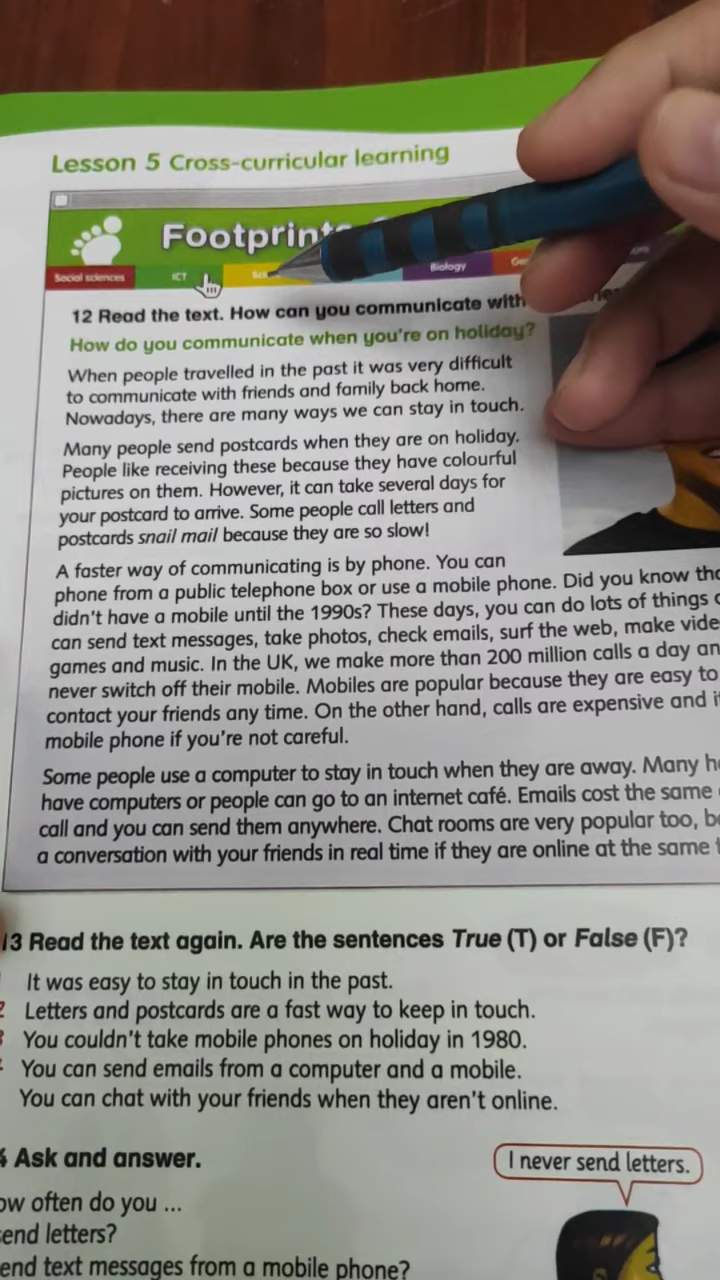 Lesson 5 Cross-curricular learning
Footprints
Social sciences
ICT
Biology
12 Read the text. How can you communicate with
How do you communicate when you're on holiday?
When people travelled in the past it was very difficult
to communicate with friends and family back home.
Nowadays, there are many ways we can stay in touch.
Many people send postcards when they are on holiday.
People like receiving these because they have colourful
pictures on them. However, it can take several days for
your postcard to arrive. Some people call letters and
postcards snail mail because they are so slow!
A faster way of communicating is by phone. You can
phone from a public telephone box or use a mobile phone. Did you know
didn't have a mobile until the 1990s? These days, you can do lots of things
can send text messages, take photos, check emails, surf the web, make
games and music. In the UK, we make more than 200 million calls a day
never switch off their mobile. Mobiles are popular because they are easy to
contact your friends any time. On the other hand, calls are expensive and
mobile phone if you're not careful.
Some people use a computer to stay in touch when they are away. Many
have computers or people can go to an internet café. Emails cost the same
call and you can send them anywhere. Chat rooms are very popular too,
a conversation with your friends in real time if they are online at the same
13 Read the text again. Are the sentences True (T) or False (F)?
It was easy to stay in touch in the past.
2 Letters and postcards are a fast way to keep in touch.
You couldn't take mobile phones on holiday in 1980.
You can send emails from a computer and a mobile.
You can chat with your friends when they aren't online.
Ask and answer.
I never send letters.
do you ...
letters?
text messages from a mobile phone?